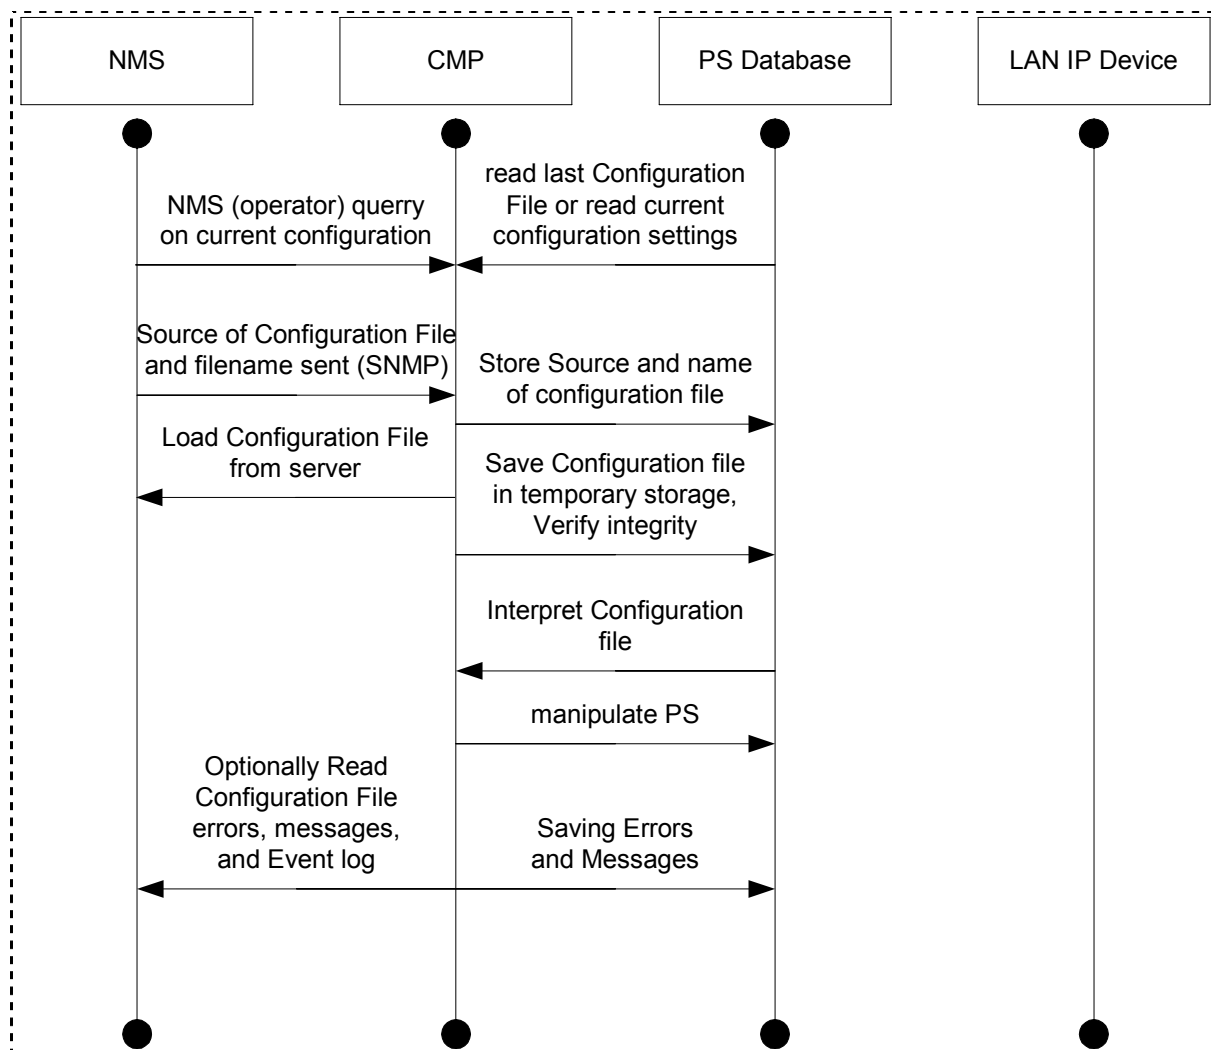 NMS
CMP
PS Database
LAN IP Device
NMS (operator) querry
on current configuration
read last Configuration
File or read current
configuration settings
Source of Configuration File
and filename sent (SNMP)
Store Source and name
of configuration file
Load Configuration File
from server
Save Configuration file
in temporary storage,
Verify integrity
Interpret Configuration
file
manipulate PS
Optionally Read
Configuration File
errors, messages,
and Event log
Saving Errors
and Messages